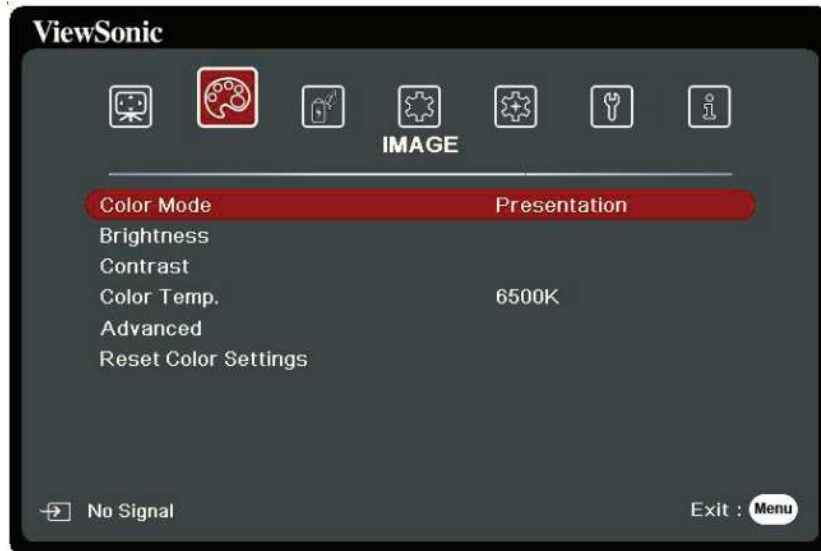 ViewSonic
IMAGE
Color Mode Presentation
Brightness
Contrast
Color Temp. 6500K
Advanced
Reset Color Settings
No Signal Exit : Menu